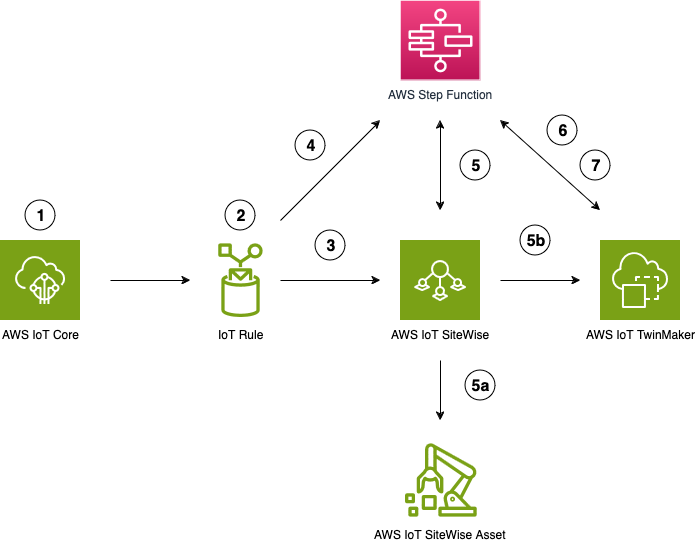 AWS Step Function
4
5
6
7
1
2
3
5b
AWS IoT Core
IoT Rule
AWS IoT SiteWise
AWS IoT TwinMaker
5a
AWS IoT SiteWise Asset